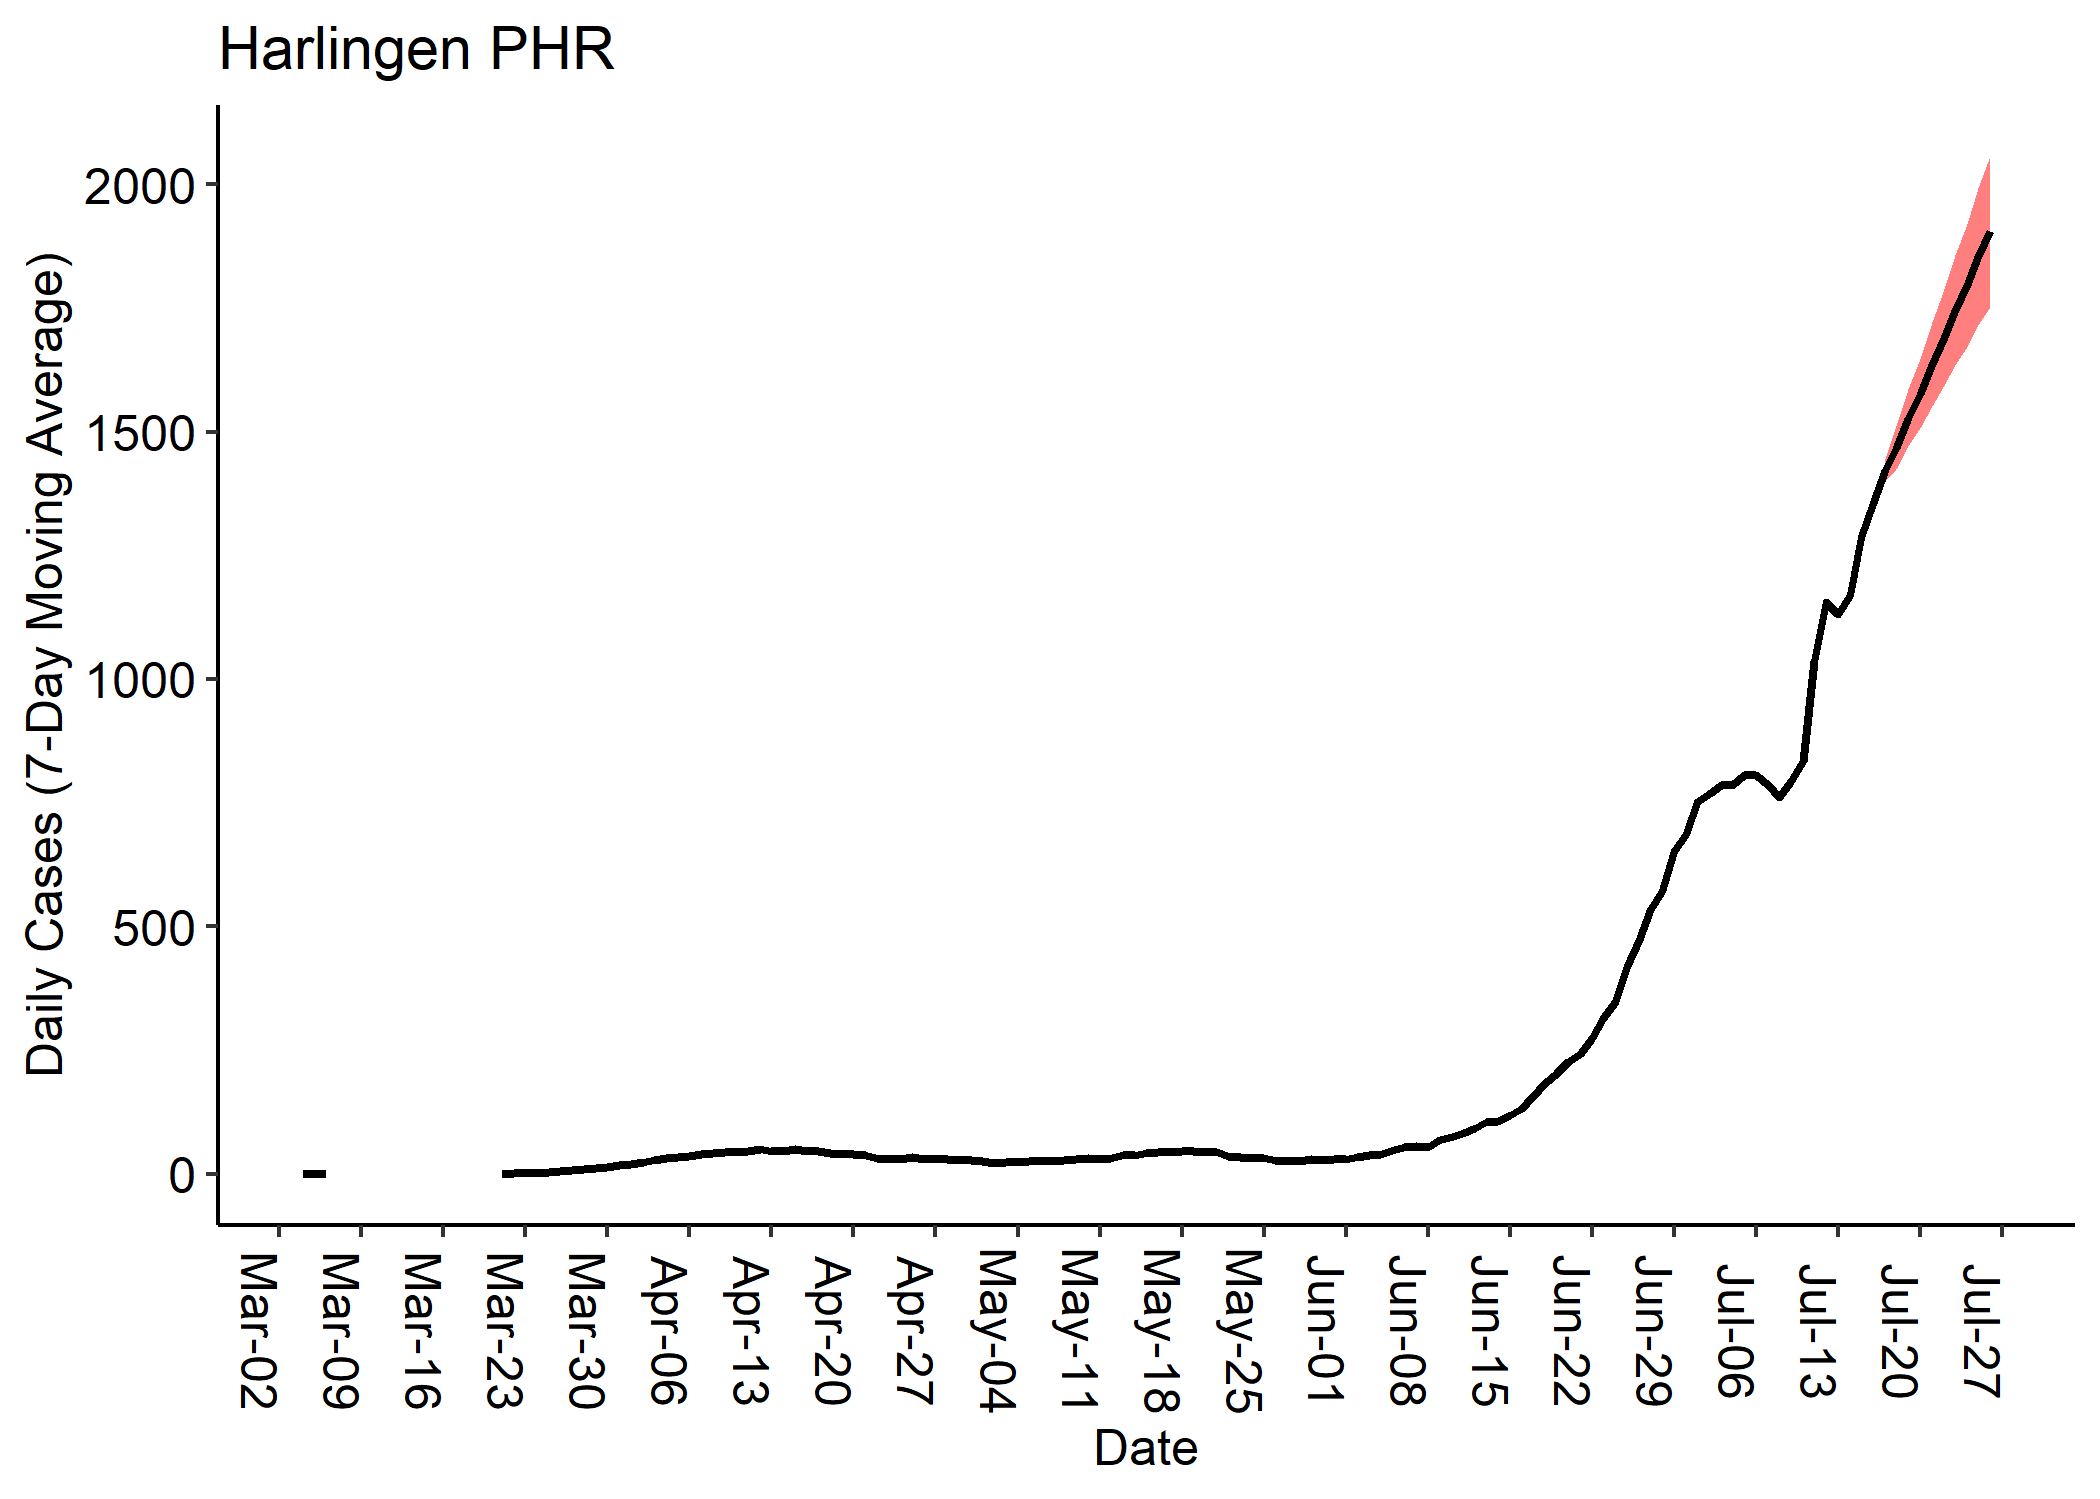 Harlingen PHR
Daily Cases (7-Day Moving Average)
2000
1500
1000
500
0
Mar-02
Mar-09
Mar-16
Mar-23
Mar-30
Apr-06
Apr-13
Apr-20
Apr-27
May-04
May-11
May-18
May-25
Jun-01
Jun-08
Jun-15
Jun-22
Jun-29
Jul-06
Jul-13
Jul-20
Jul-27
Date